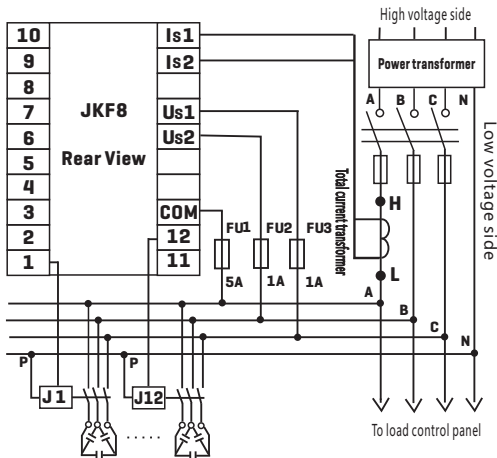 High voltage side
Power transformer
A B C N
Low voltage side
10 Is1
9 Is2
8
7 Us1
6 Us2
5
4
3 COM
2 12
1 11
JKF8
Rear View
Total current transformer
H
L
FU1 FU2 FU3
5A 1A 1A
A
B
C
N
P P
J1 J12
.....
To load control panel